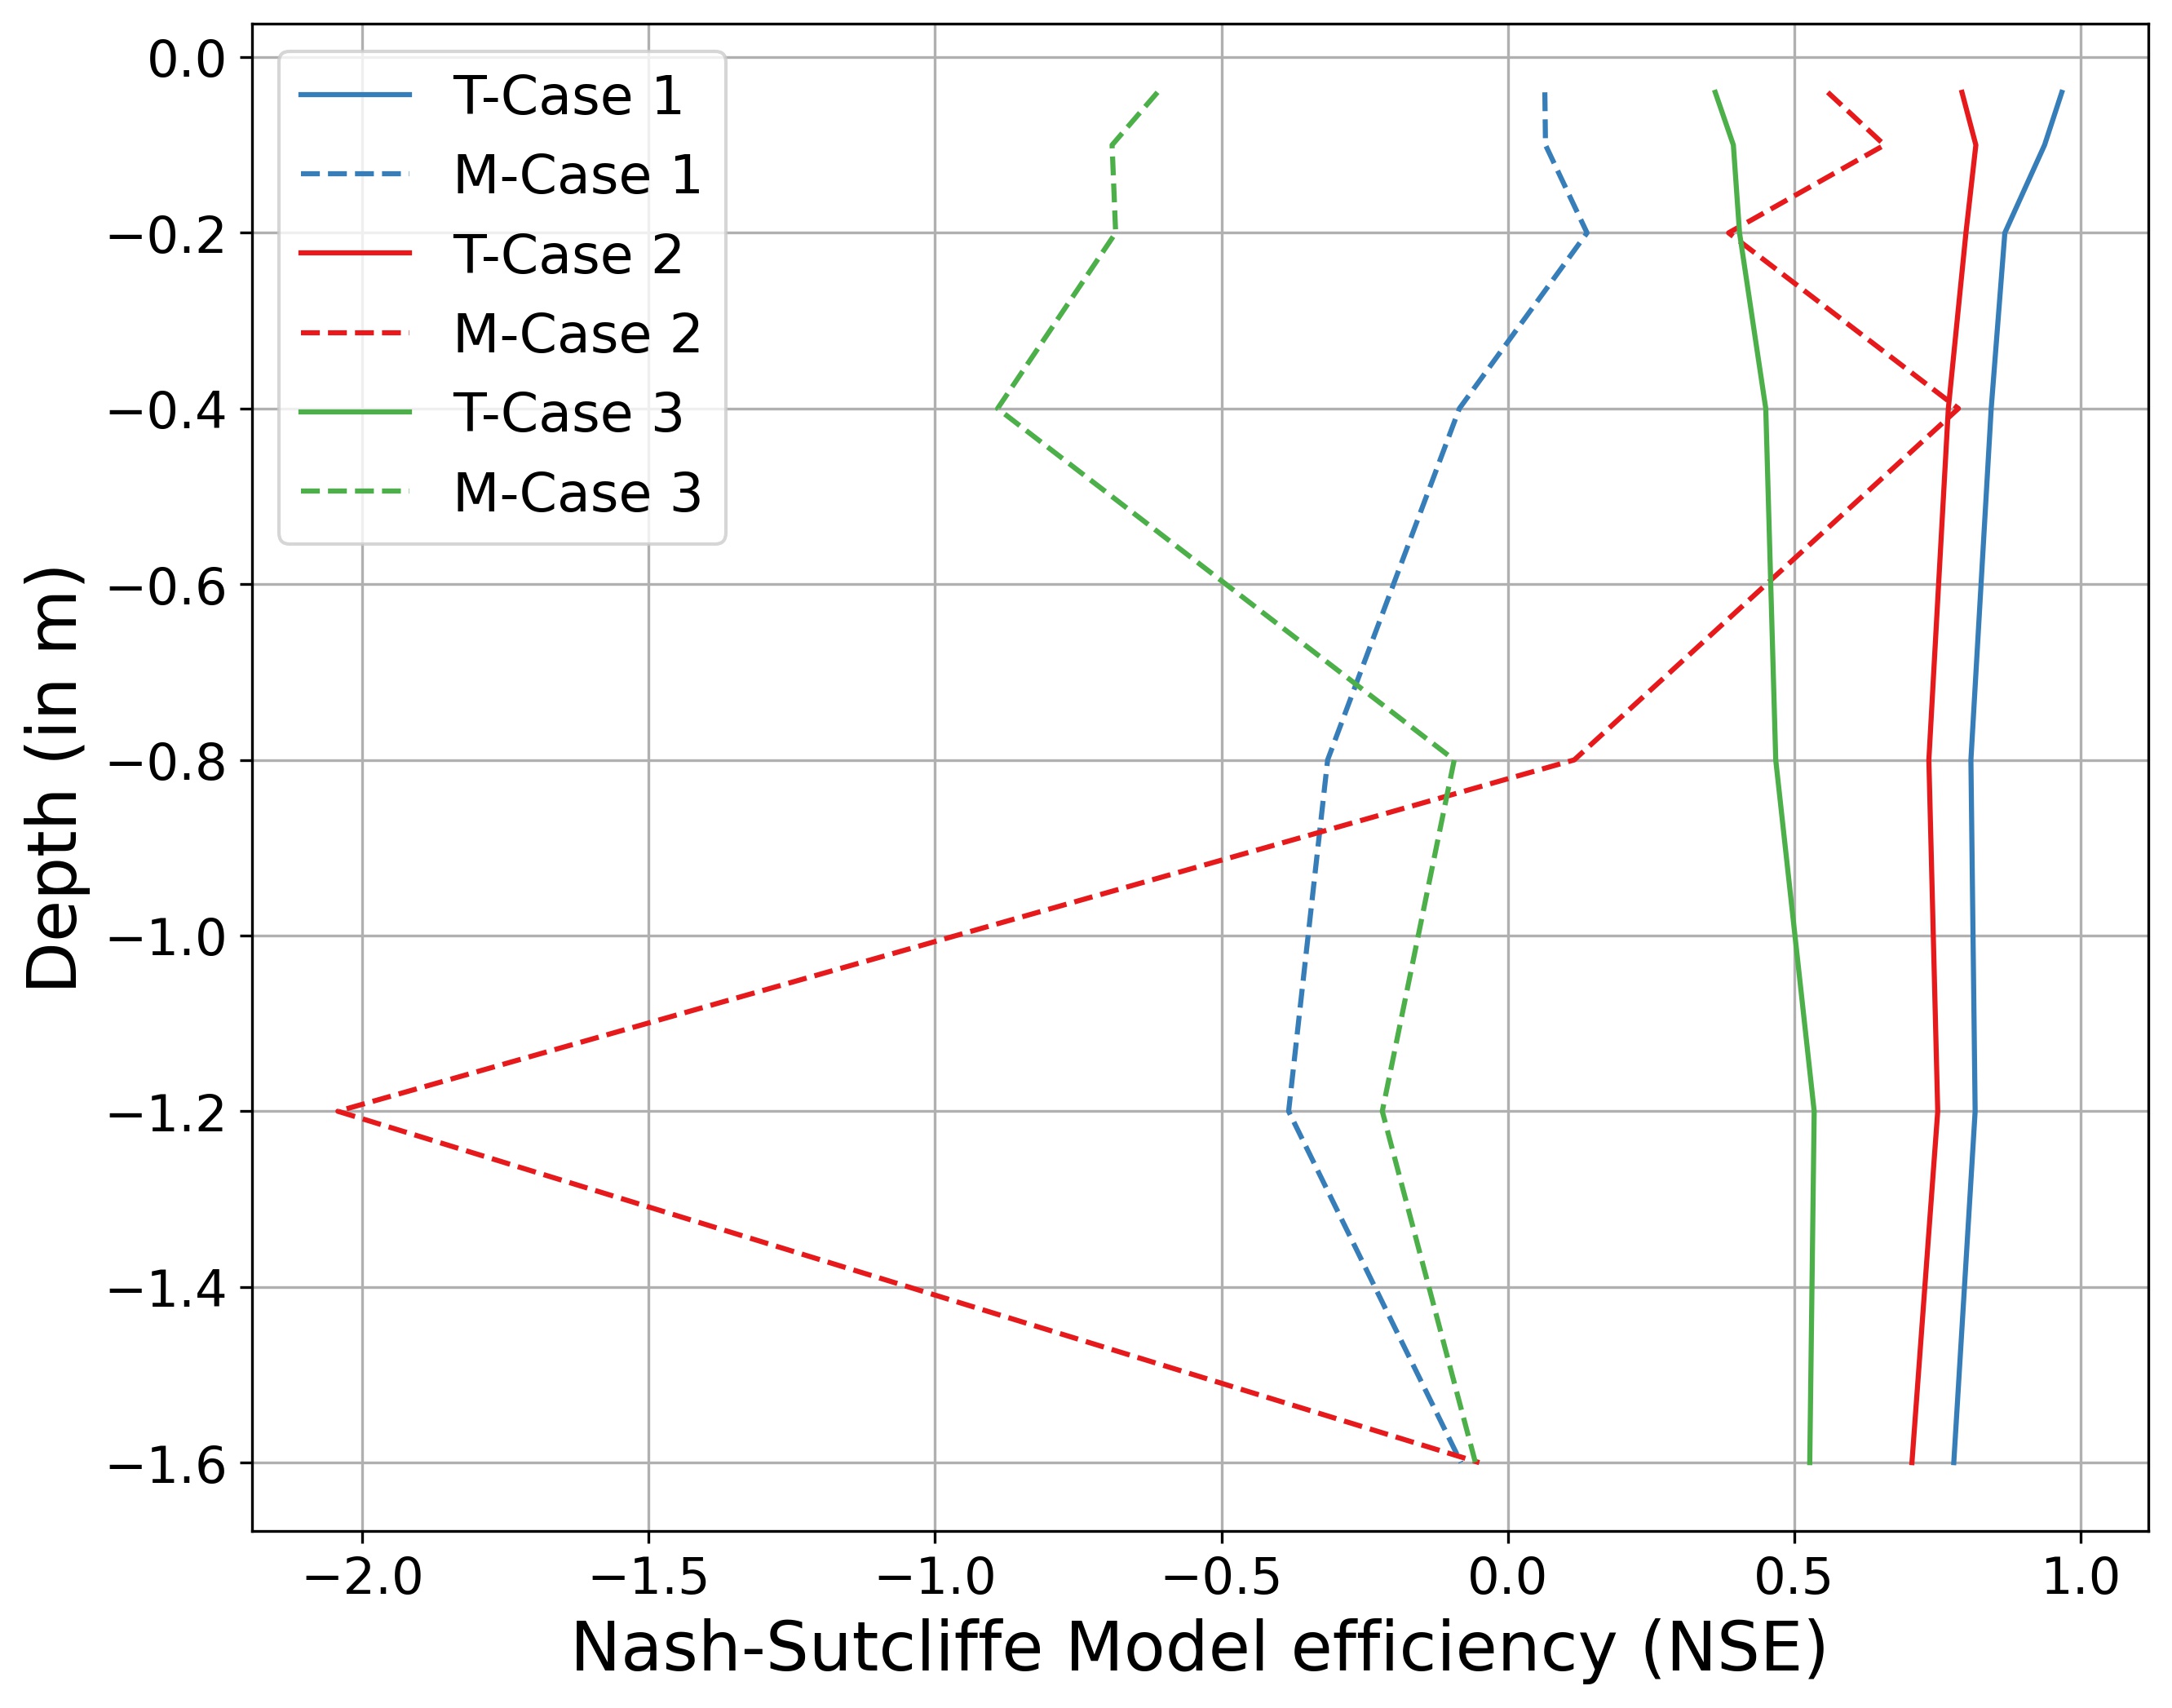 0.0
−0.2
−0.4
−0.6
−0.8
−1.0
−1.2
−1.4
−1.6
Depth (in m)
T-Case 1
M-Case 1
T-Case 2
M-Case 2
T-Case 3
M-Case 3
−2.0 −1.5 −1.0 −0.5 0.0 0.5 1.0
Nash-Sutcliffe Model efficiency (NSE)